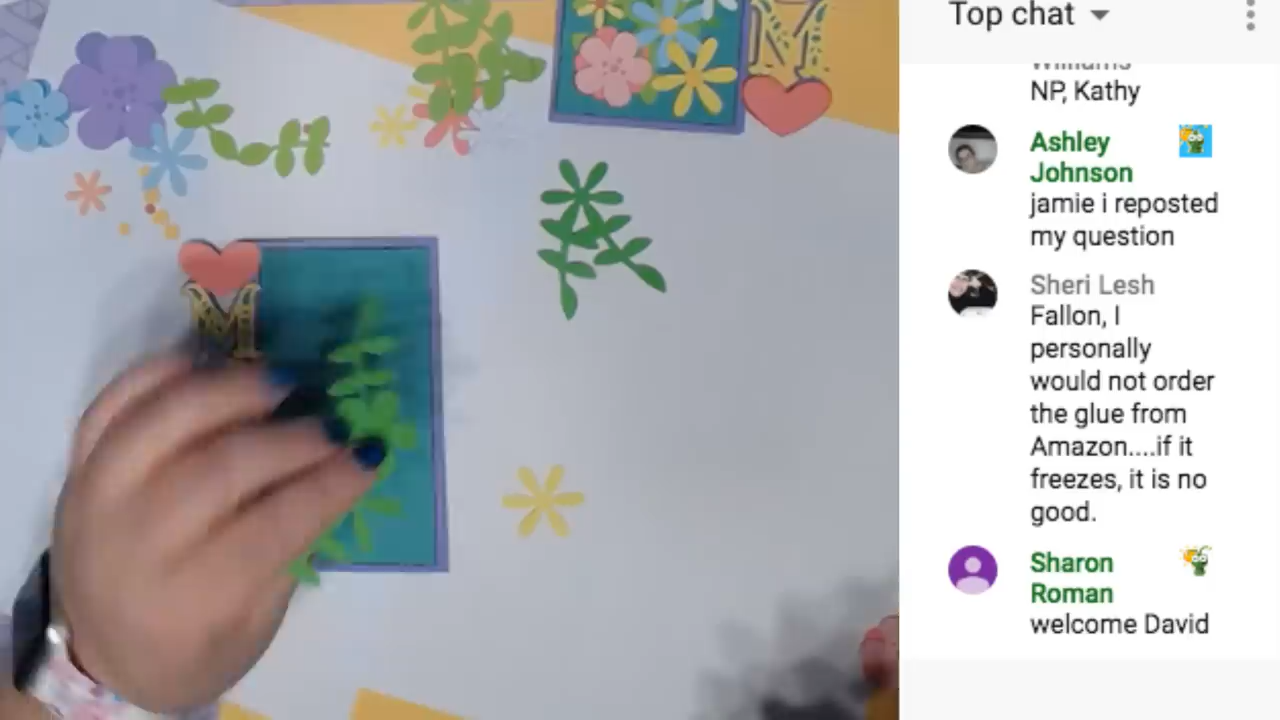 Top chat
Williams
NP, Kathy
Ashley
Johnson
jamie i reposted
my question
Sheri Lesh
Fallon, I
personally
would not order
the glue from
Amazon....if it
freezes, it is no
good.
Sharon
Roman
welcome David
M
M